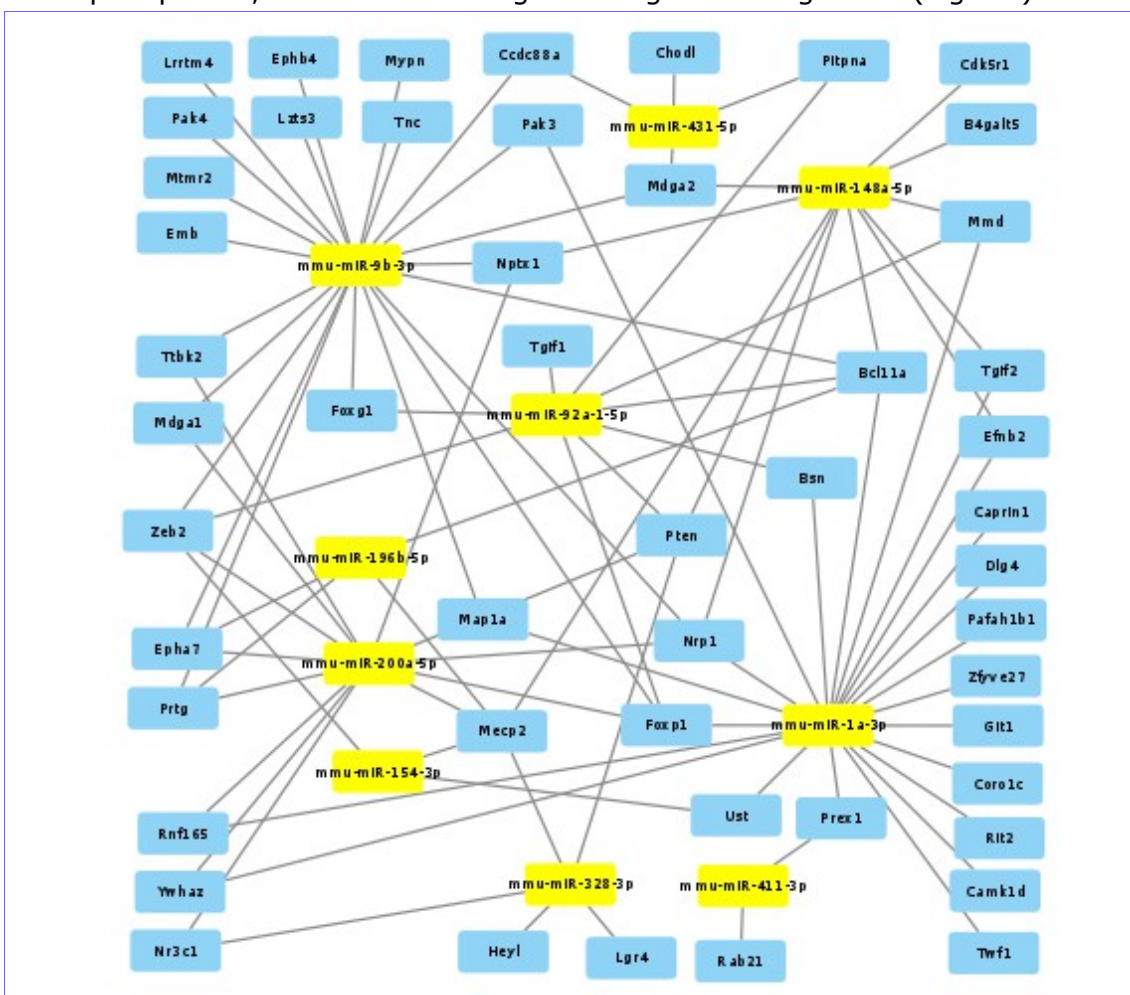 Lrrtm4
Ephb4
Mypn
Ccdc88a
Chodl
Pitpna
Cdk5r1
Pak4
Lzts3
Tnc
Pak3
mmu-miR-431-5p
B4galt5
Mtmr2
Mdga2
mmu-miR-148a-5p
Mmd
Emb
mmu-miR-9b-3p
Nptx1
Ttbk2
Tgif1
Bcl11a
Tgif2
Mdga1
Foxg1
mmu-miR-92a-1-5p
Efnb2
Bsn
Caprin1
Zeb2
mmu-miR-196b-5p
Pten
Dlg4
Epha7
mmu-miR-200a-5p
Map1a
Nrp1
Pafah1b1
Zfyve27
Prtg
Mecp2
Foxp1
mmu-miR-1a-3p
Git1
mmu-miR-154-3p
Coro1c
Rnf165
Ust
Prex1
Rit2
Ywhaz
mmu-miR-328-3p
mmu-miR-411-3p
Camk1d
Nr3c1
Heyl
Lgr4
Rab21
Twf1